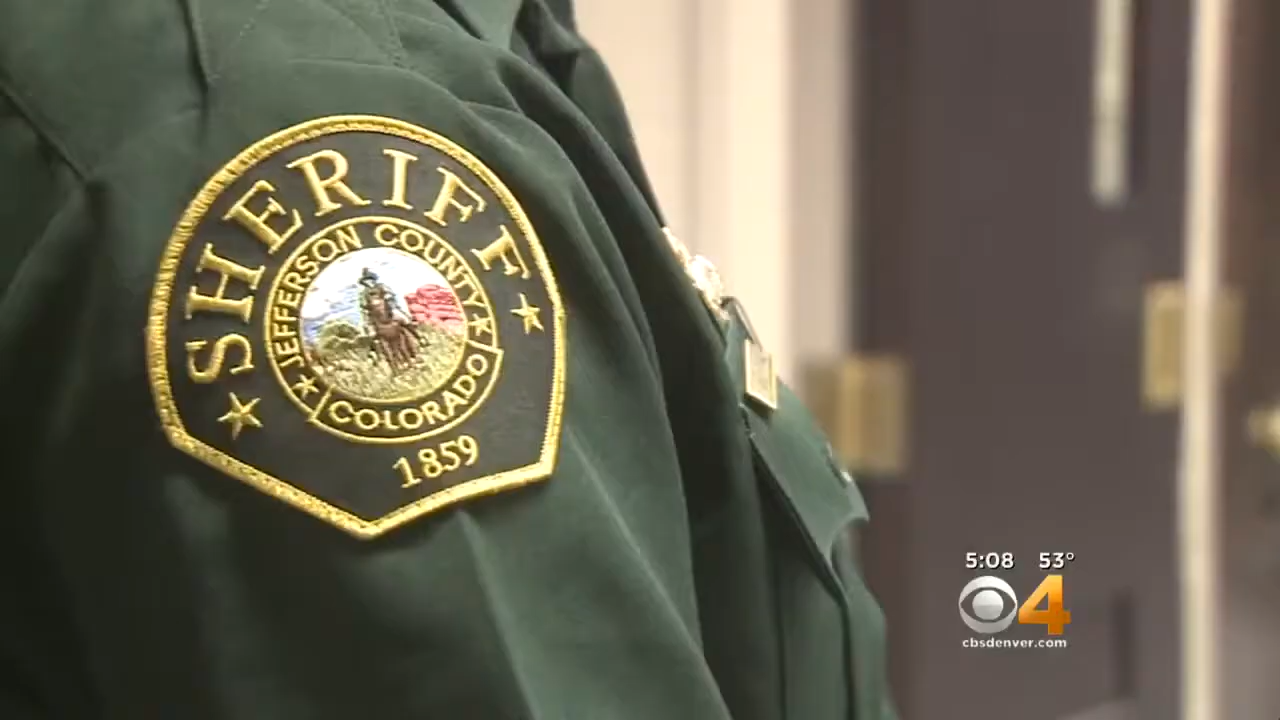 SHERIFF
JEFFERSON COUNTY
COLORADO
1859
5:08 53°
4
cbsdenver.com